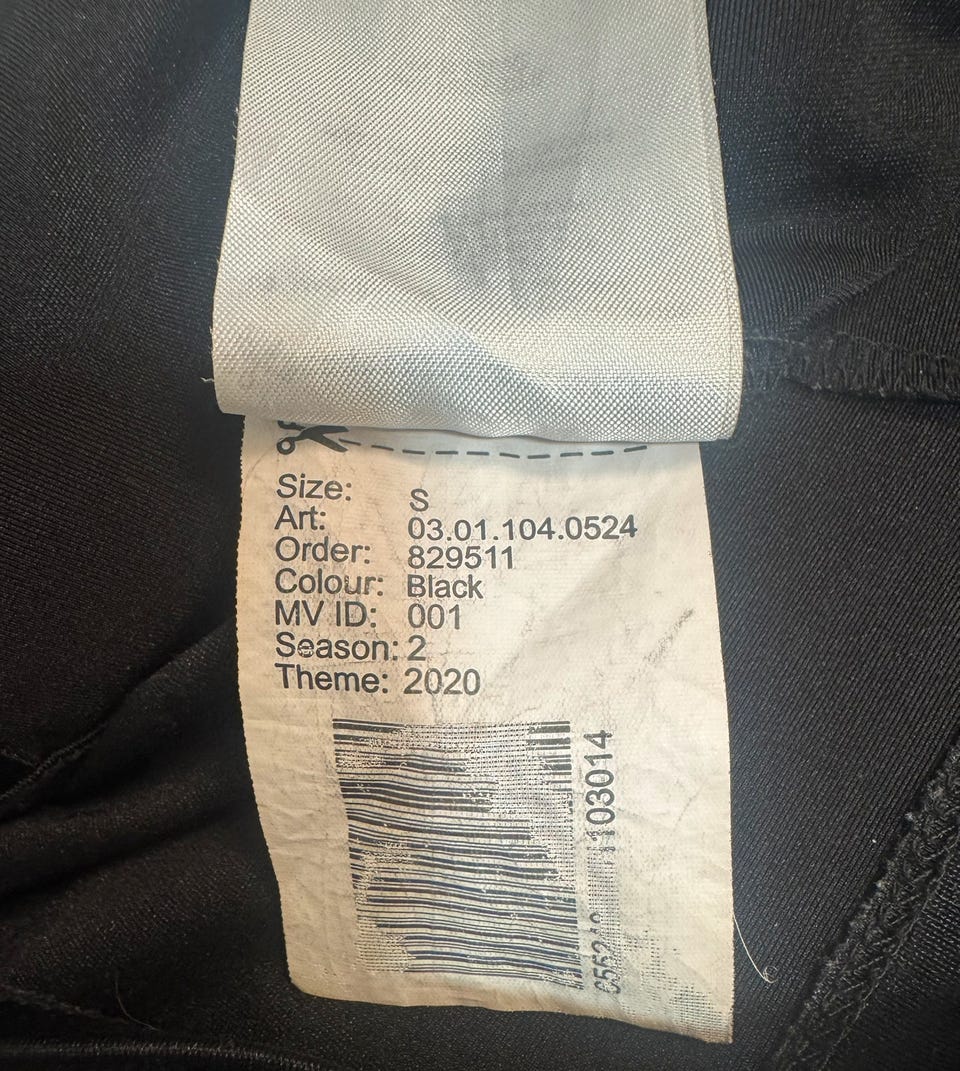 Size: S
Art: 03.01.104.0524
Order: 829511
Colour: Black
MV ID: 001
Season: 2
Theme: 2020